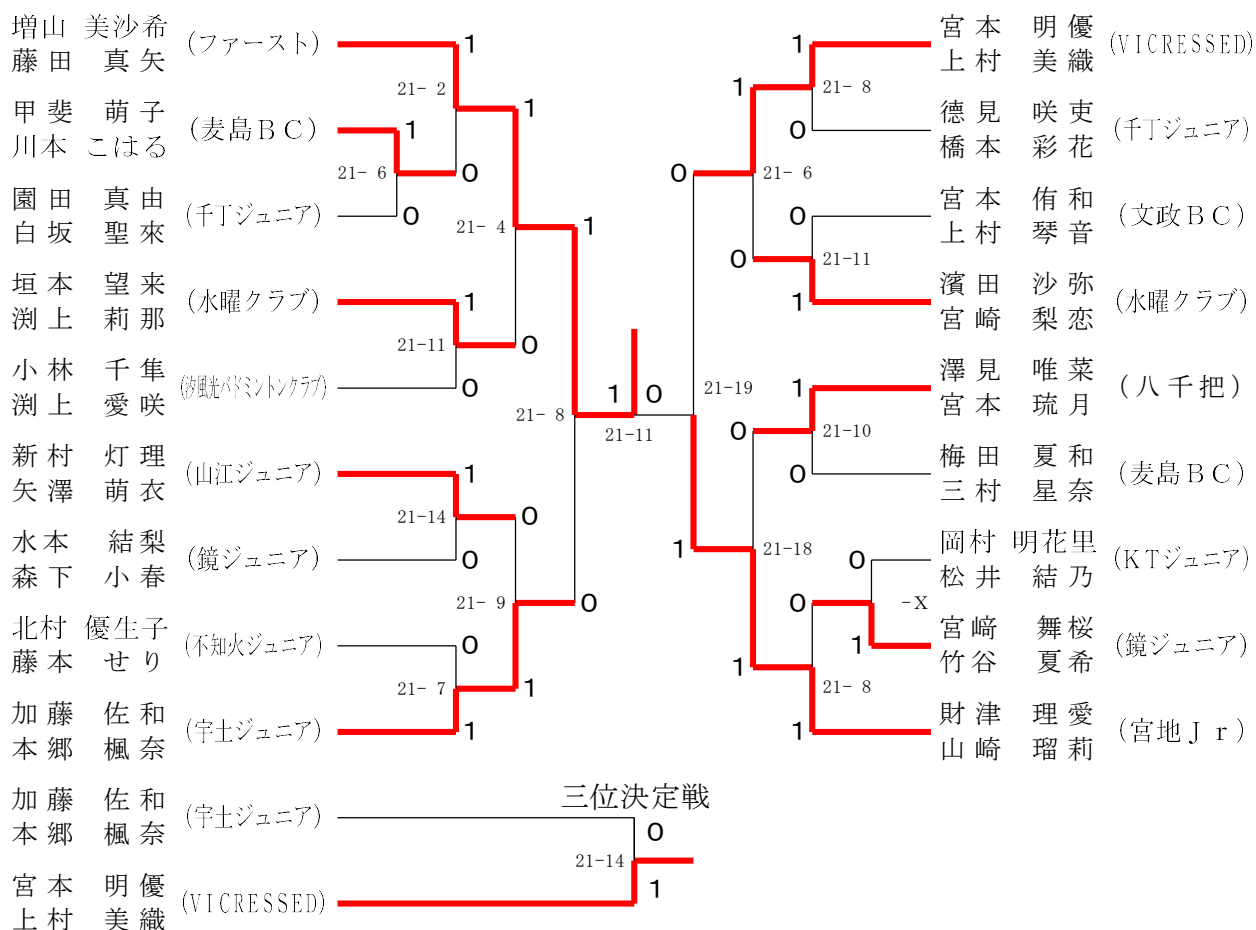 増山 美沙希
藤田 真矢
(ファースト)
1
21- 2
甲斐 萌子
川本 こはる
(麦島BC)
1
21- 6
0
園田 真由
白坂 聖來
(千丁ジュニア)
0
1
21- 4
垣本 望来
渕上 莉那
(水曜クラブ)
1
21-11
0
小林 千隼
渕上 愛咲
(汐風光バドミントンクラブ)
0
1
21- 8
新村 灯理
矢澤 萌衣
(山江ジュニア)
1
21-14
0
水本 結梨
森下 小春
(鏡ジュニア)
0
21- 9
0
北村 優生子
藤本 せり
(不知火ジュニア)
0
21- 7
1
加藤 佐和
本郷 楓奈
(宇土ジュニア)
1
1 0
21-11
宮本 明優
上村 美織
(VICRESSED)
1
21- 8
1
徳見 咲吏
橋本 彩花
(千丁ジュニア)
0
0
21- 6
宮本 侑和
上村 琴音
(文政BC)
0
21-11
0
濱田 沙弥
宮崎 梨恋
(水曜クラブ)
1
21-19
澤見 唯菜
宮本 琉月
(八千把)
1
21-10
0
梅田 夏和
三村 星奈
(麦島BC)
0
1
21-18
岡村 明花里
松井 結乃
(KTジュニア)
0
-X
0
宮﨑 舞桜
竹谷 夏希
(鏡ジュニア)
1
1
21- 8
財津 理愛
山崎 瑠莉
(宮地Jr)
1
三位決定戦
加藤 佐和
本郷 楓奈
(宇土ジュニア)
0
21-14
1
宮本 明優
上村 美織
(VICRESSED)